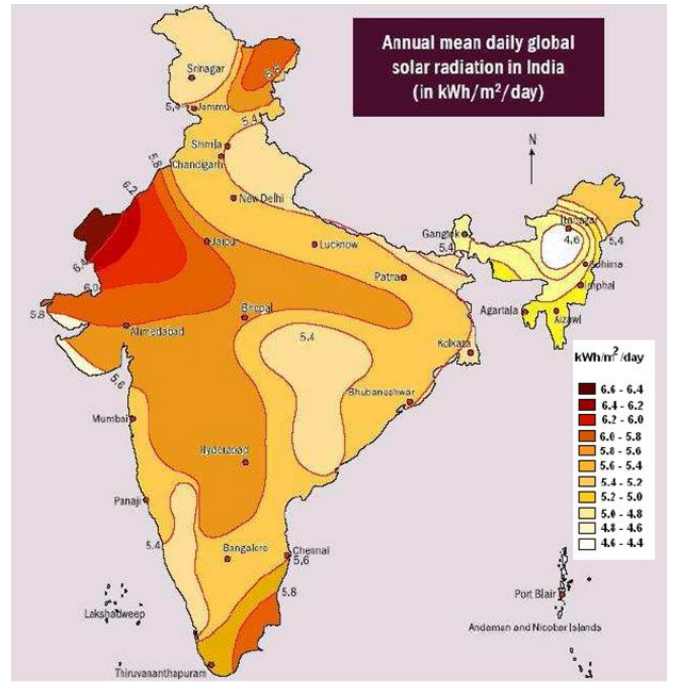 Annual mean daily global
solar radiation in India
(in kWh/m²/day)
Srinagar
6.8
5.4
Jammu
5.4
Shimla
Chandigarh
5.8
N
6.2
New Delhi
Itanagar
Gangtok
4.6
5.4
5.4
Jaipur
Lucknow
6.4
Kohima
Patna
Imphal
6.0
5.8
Bhopal
Agartala
Aizawl
Ahmedabad
5.4
Kolkata
kWh/m²/day
5.6
6.6 - 6.4
Bhubaneshwar
6.4 - 6.2
Mumbai
6.2 - 6.0
6.0 - 5.8
Hyderabad
5.8 - 5.6
5.6 - 5.4
5.4 - 5.2
Panaji
5.2 - 5.0
5.0 - 4.8
4.8 - 4.6
5.4
4.6 - 4.4
Bangalore
Chennai
5.6
5.8
Port Blair
Lakshadweep
Andaman and Nicobar Islands
Thiruvananthapuram